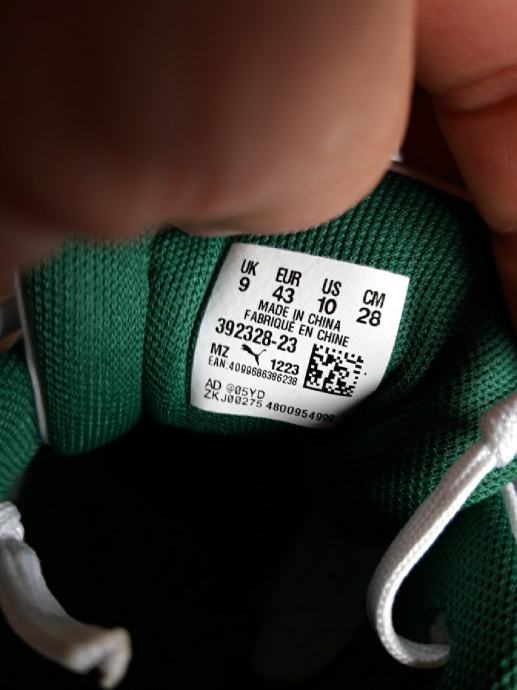 UK EUR US CM
9 43 10 28
MADE IN CHINA
FABRIQUÉ EN CHINE
392328-23
MZ 1223
EAN:4099686386238
AD @05YD
ZKJ00275 4800954999